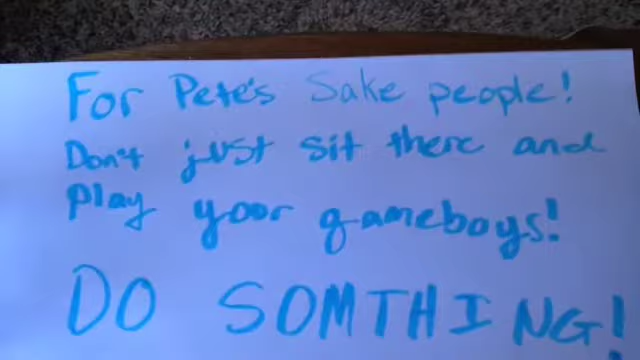 For Pete's Sake people!
Don't just sit there and
play your gameboys!
DO SOMTHING!